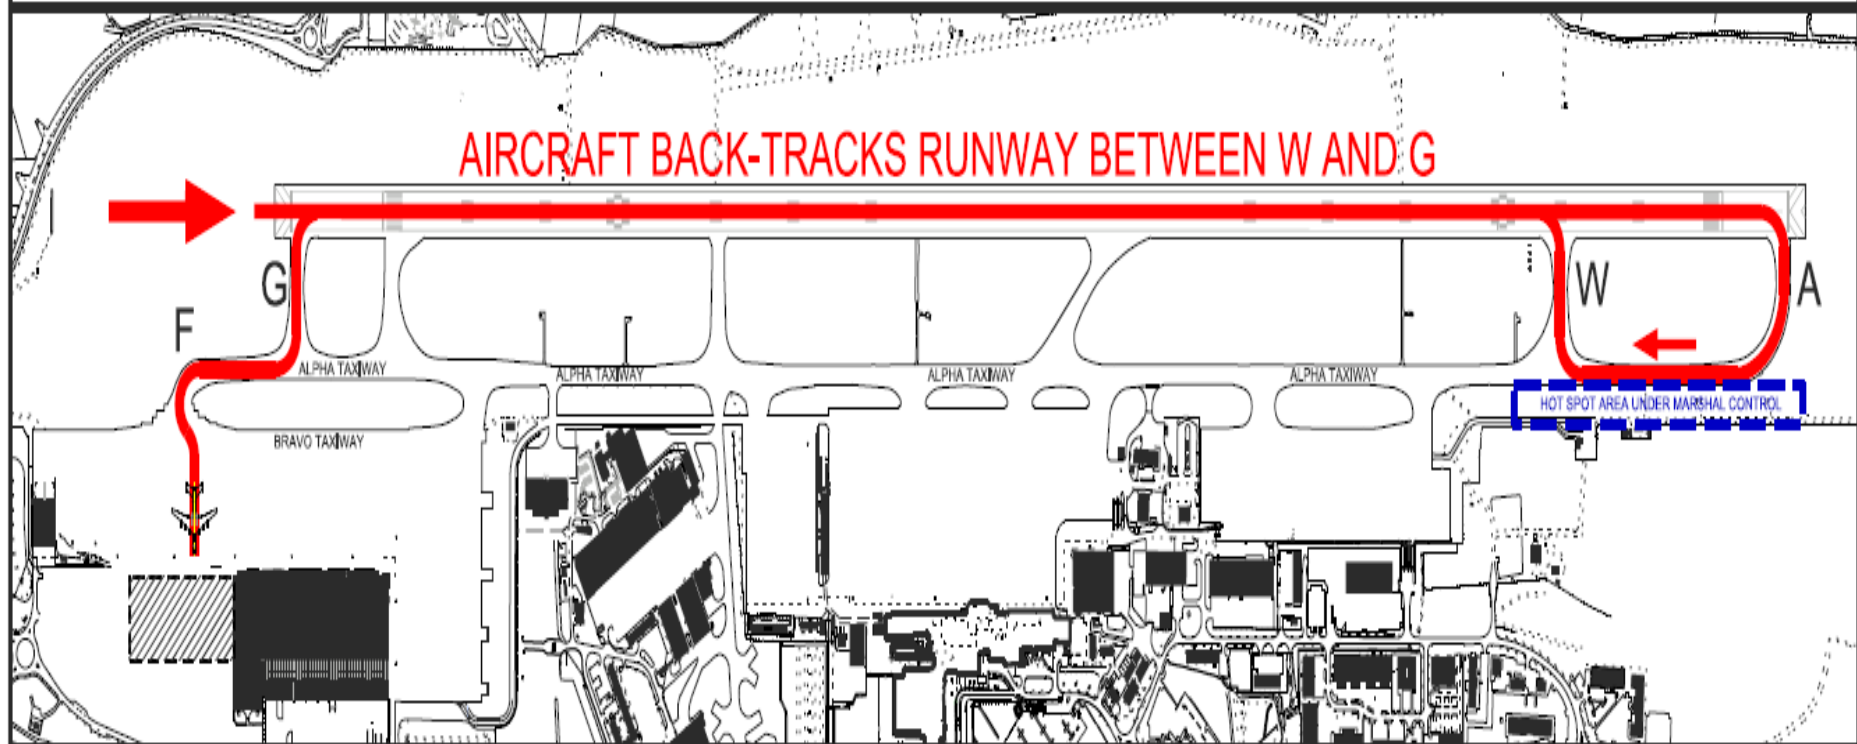 AIRCRAFT BACK-TRACKS RUNWAY BETWEEN W AND G
G
W
A
F
ALPHA TAXIWAY
ALPHA TAXIWAY
ALPHA TAXIWAY
ALPHA TAXIWAY
HOT SPOT AREA UNDER MARSHAL CONTROL
BRAVO TAXIWAY